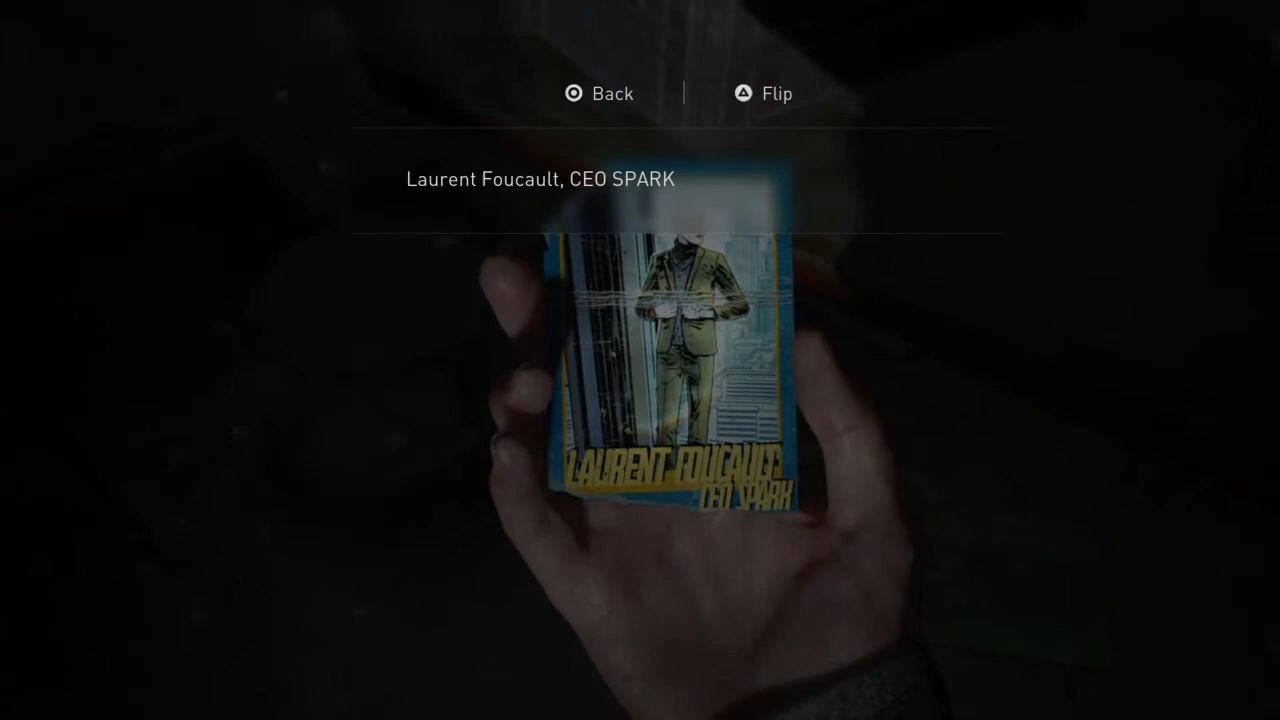 Back | Flip
Laurent Foucault, CEO SPARK
LAURENT FOUCAULT,
CEO SPARK